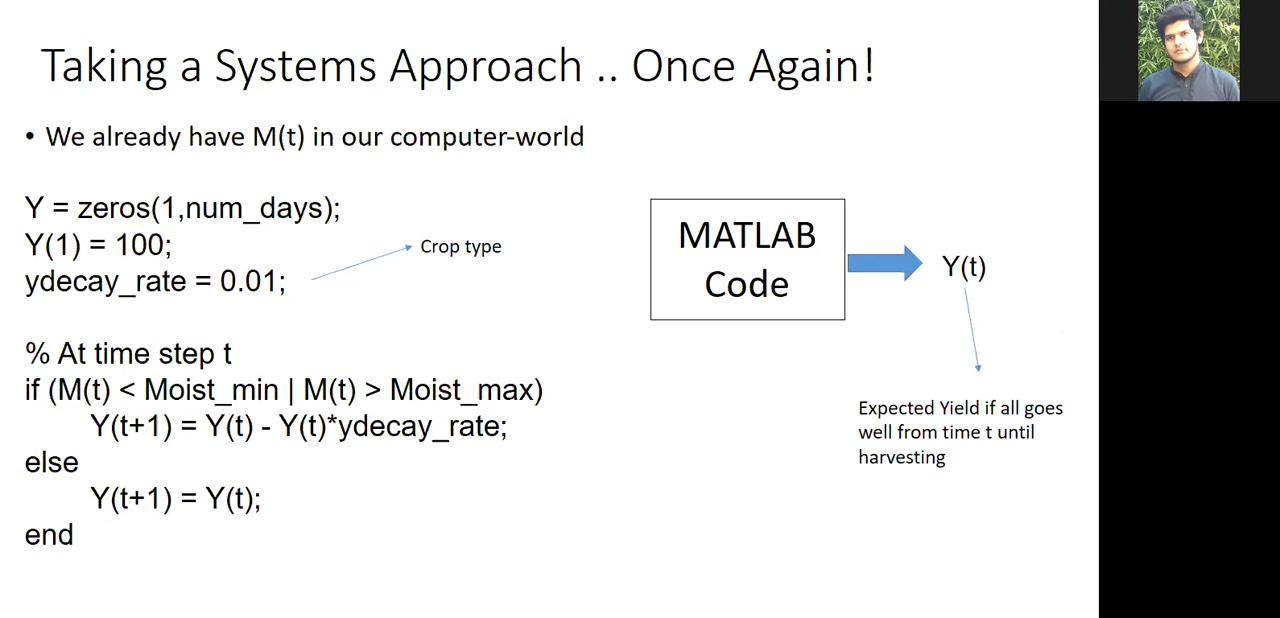 Taking a Systems Approach .. Once Again!
• We already have M(t) in our computer-world
Y = zeros(1,num_days);
Y(1) = 100;
ydecay_rate = 0.01;
Crop type
% At time step t
if (M(t) < Moist_min | M(t) > Moist_max)
Y(t+1) = Y(t) - Y(t)*ydecay_rate;
else
Y(t+1) = Y(t);
end
MATLAB
Code
Y(t)
Expected Yield if all goes
well from time t until
harvesting